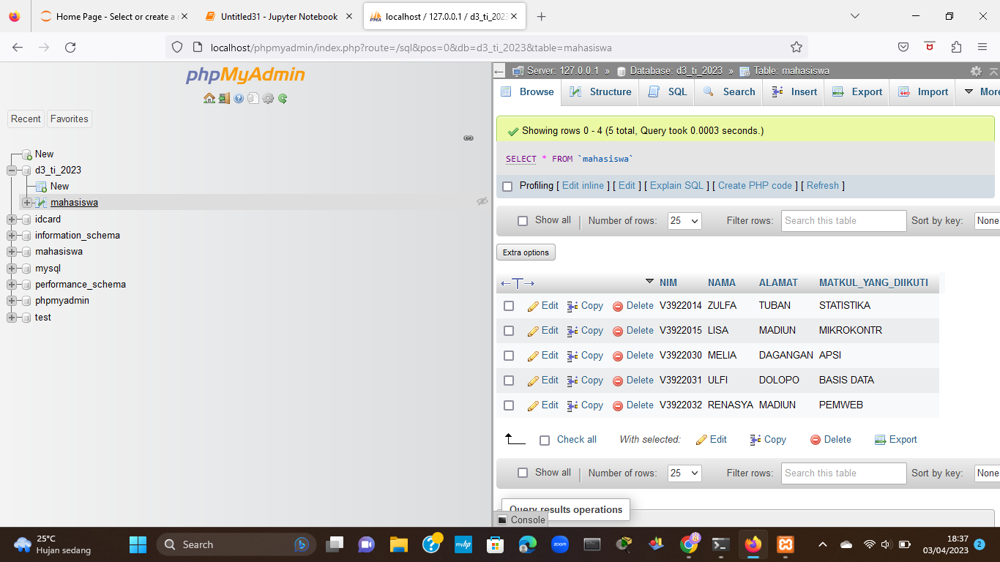 Home Page - Select or create a
Untitled31 - Jupyter Notebook
localhost / 127.0.0.1 / d3_ti_2023
localhost/phpmyadmin/index.php?route=/sql&pos=0&db=d3_ti_2023&table=mahasiswa
phpMyAdmin
Recent Favorites
New
d3_ti_2023
New
mahasiswa
idcard
information_schema
mahasiswa
mysql
performance_schema
phpmyadmin
test
Server: 127.0.0.1 » Database: d3_ti_2023 » Table: mahasiswa
Browse Structure SQL Search Insert Export Import More
Showing rows 0 - 4 (5 total, Query took 0.0003 seconds.)
SELECT * FROM `mahasiswa`
Profiling [ Edit inline ] [ Edit ] [ Explain SQL ] [ Create PHP code ] [ Refresh ]
Show all | Number of rows: 25 Filter rows: Search this table Sort by key: None
Extra options
←T→ NIM NAMA ALAMAT MATKUL_YANG_DIIKUTI
Edit Copy Delete V3922014 ZULFA TUBAN STATISTIKA
Edit Copy Delete V3922015 LISA MADIUN MIKROKONTR
Edit Copy Delete V3922030 MELIA DAGANGAN APSI
Edit Copy Delete V3922031 ULFI DOLOPO BASIS DATA
Edit Copy Delete V3922032 RENASYA MADIUN PEMWEB
Check all With selected: Edit Copy Delete Export
Show all | Number of rows: 25 Filter rows: Search this table Sort by key: None
Query results operations
Console
25°C
Hujan sedang
Search
myhp
zoom
18:37
03/04/2023
2